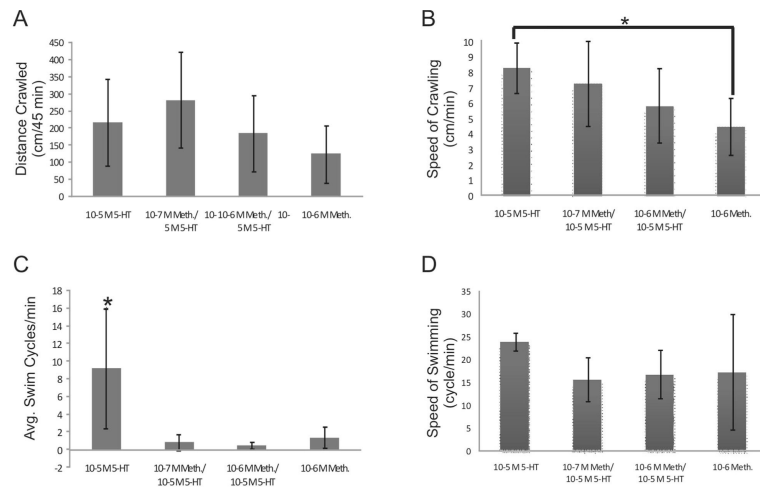 A
Distance Crawled
(cm/45 min)
450
400
350
300
250
200
150
100
50
0
10-5 M 5-HT
10-7 M Meth./ 10-10-6 M Meth./ 10-
5 M 5-HT 5 M 5-HT
10-6 M Meth.
B
*
Speed of Crawling
(cm/min)
10
9
8
7
6
5
4
3
2
1
0
10-5 M 5-HT
10-7 M Meth/
10-5 M 5-HT
10-6 M Meth/
10-5 M 5-HT
10-6 Meth.
C
*
Avg. Swim Cycles/min
18
16
14
12
10
8
6
4
2
0
-2
10-5 M 5-HT
10-7 M Meth./
10-5 M 5-HT
10-6 M Meth./
10-5 M 5-HT
10-6 M Meth.
D
Speed of Swimming
(cycle/min)
35
30
25
20
15
10
5
0
10-5 M 5-HT
10-7 M Meth/
10-5 M 5-HT
10-6 M Meth/
10-5 M 5-HT
10-6 Meth.